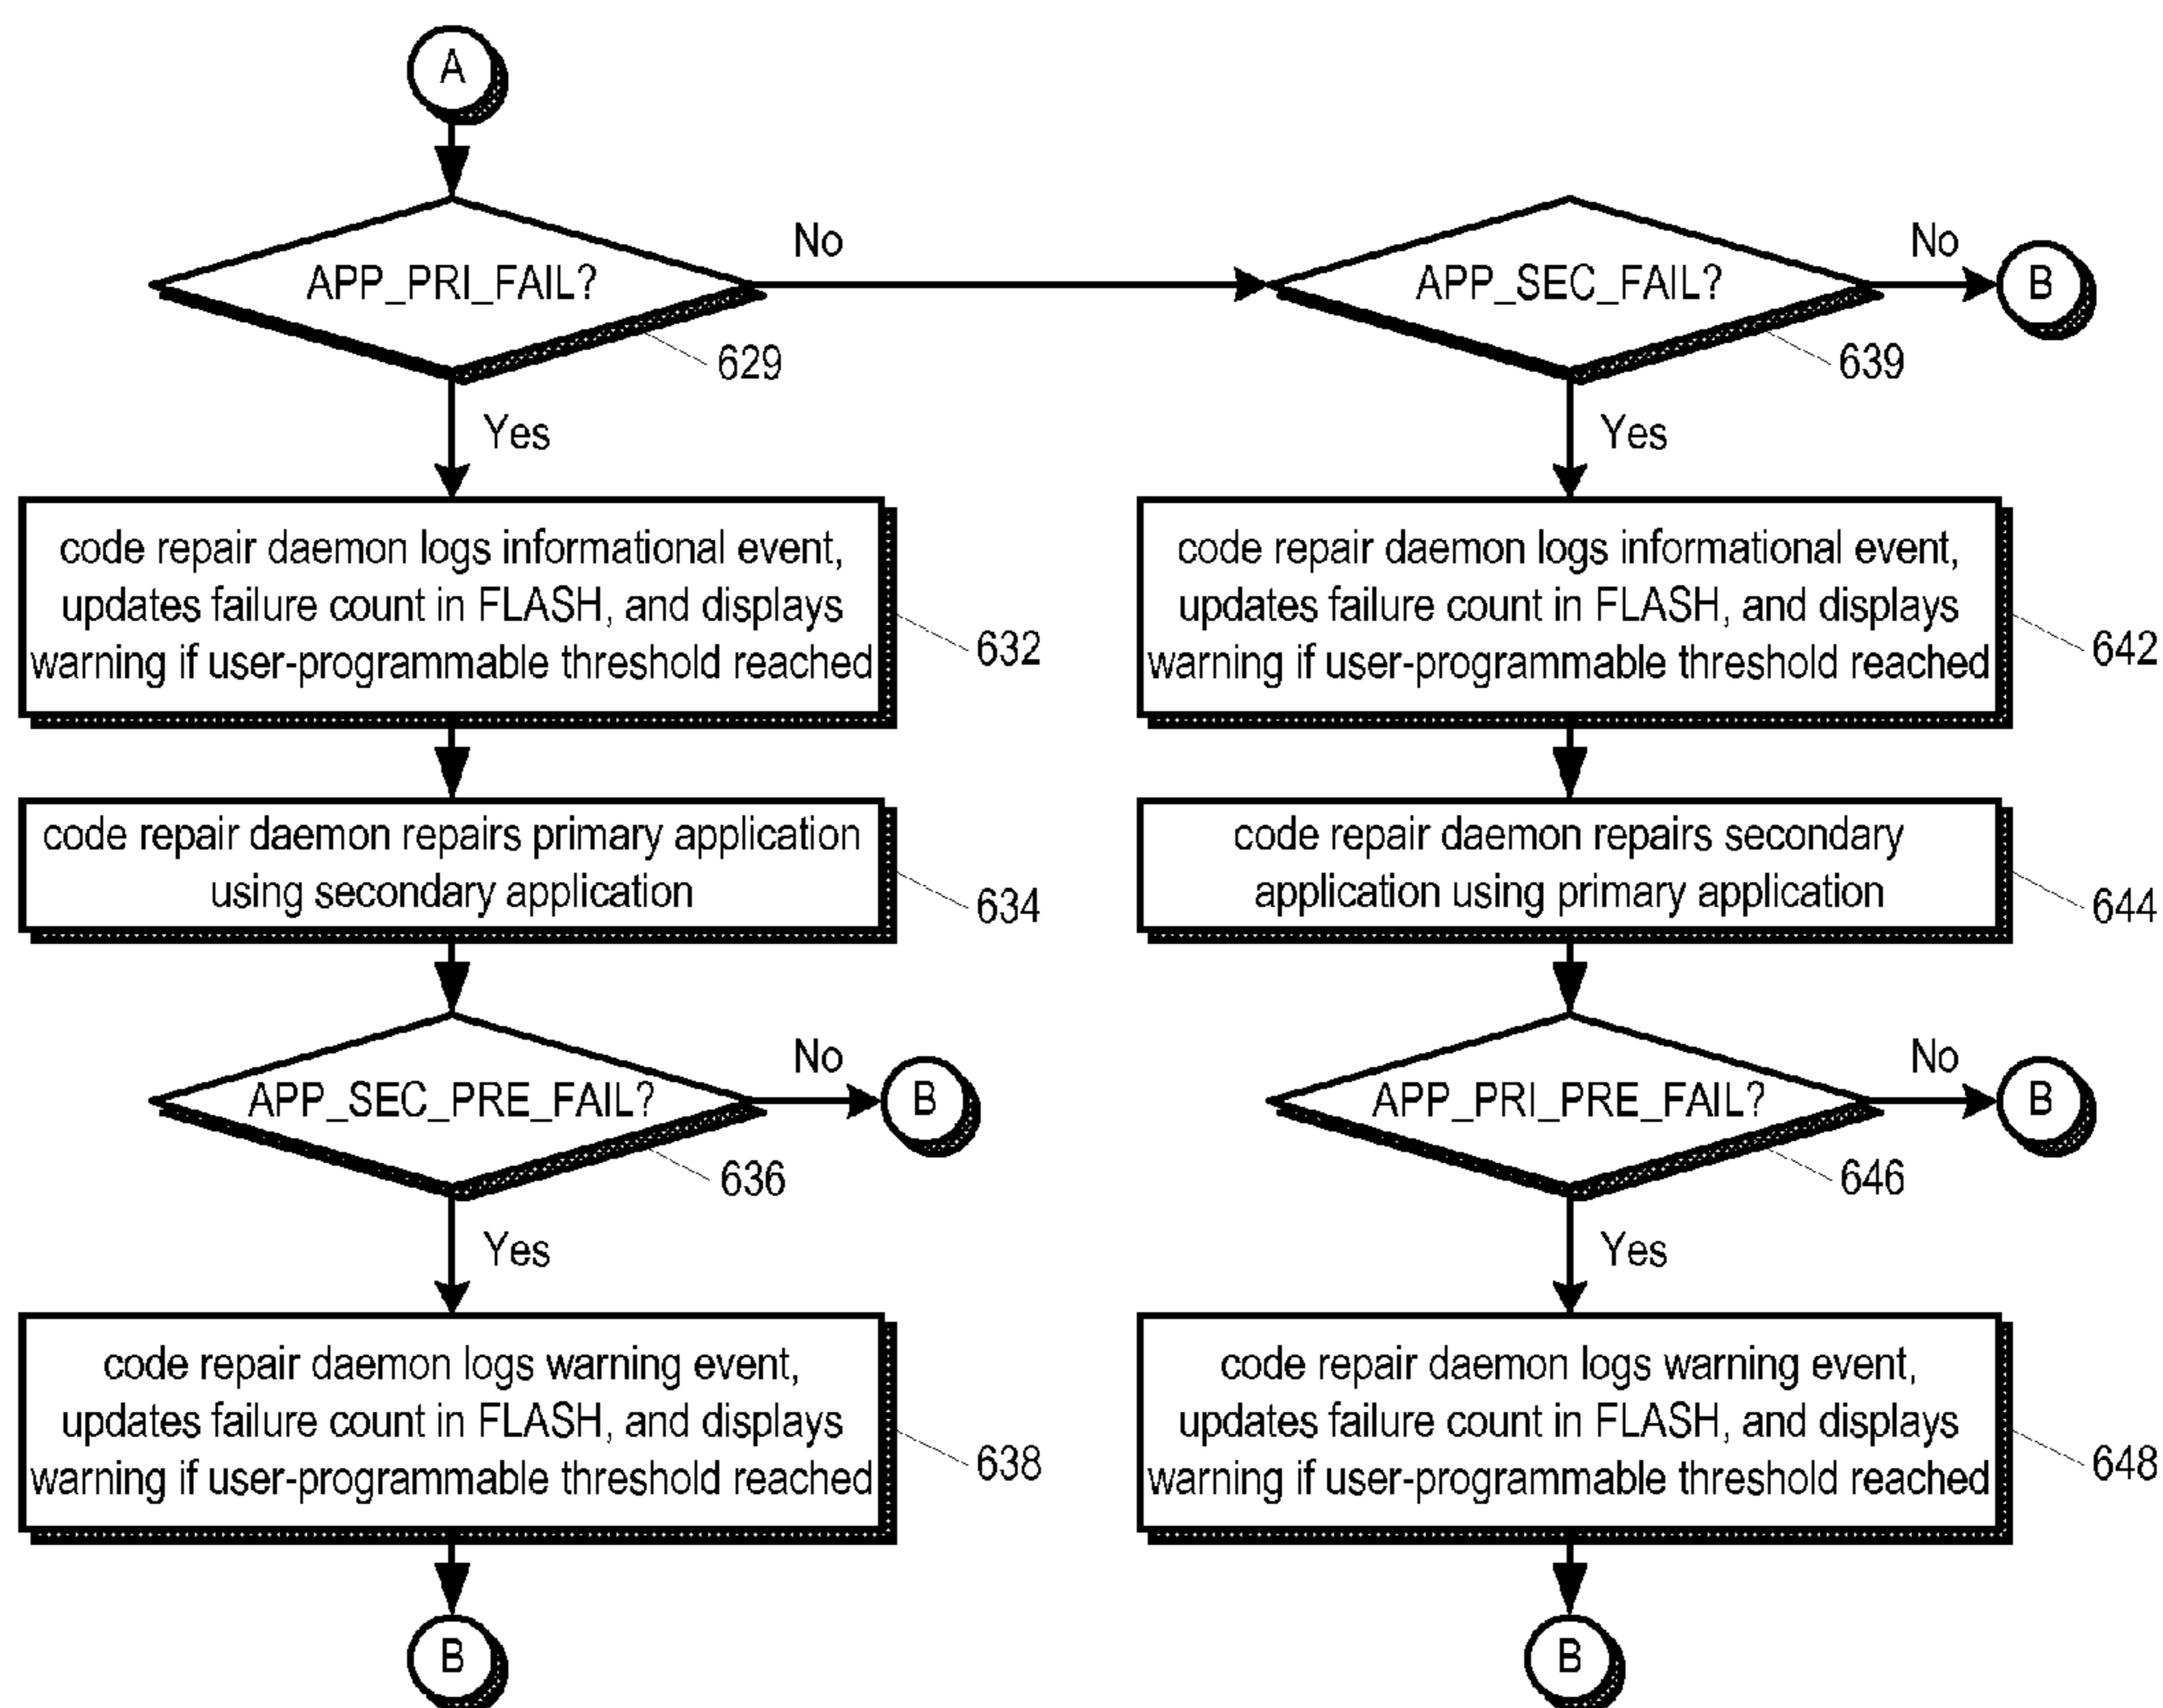 A
APP_PRI_FAIL?
No
629
Yes
code repair daemon logs informational event,
updates failure count in FLASH, and displays
warning if user-programmable threshold reached
632
code repair daemon repairs primary application
using secondary application
634
APP_SEC_PRE_FAIL?
No
B
636
Yes
code repair daemon logs warning event,
updates failure count in FLASH, and displays
warning if user-programmable threshold reached
638
B
APP_SEC_FAIL?
No
B
639
Yes
code repair daemon logs informational event,
updates failure count in FLASH, and displays
warning if user-programmable threshold reached
642
code repair daemon repairs secondary
application using primary application
644
APP_PRI_PRE_FAIL?
No
B
646
Yes
code repair daemon logs warning event,
updates failure count in FLASH, and displays
warning if user-programmable threshold reached
648
B